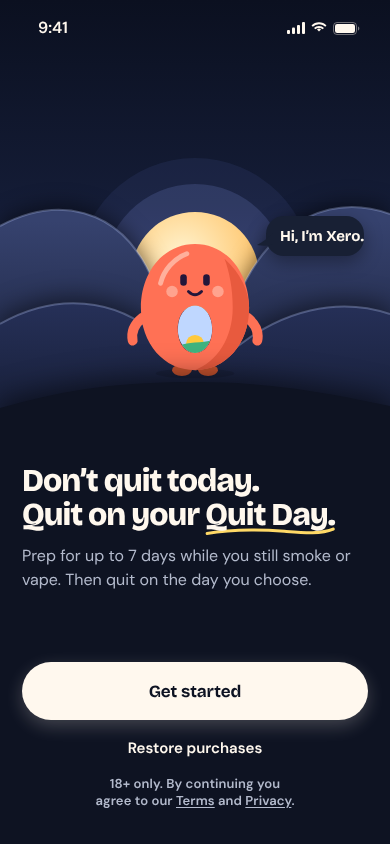 9:41
Hi, I’m Xero.
Don’t quit today.
Quit on your Quit Day.
Prep for up to 7 days while you still smoke or
vape. Then quit on the day you choose.
Get started
Restore purchases
18+ only. By continuing you
agree to our Terms and Privacy.